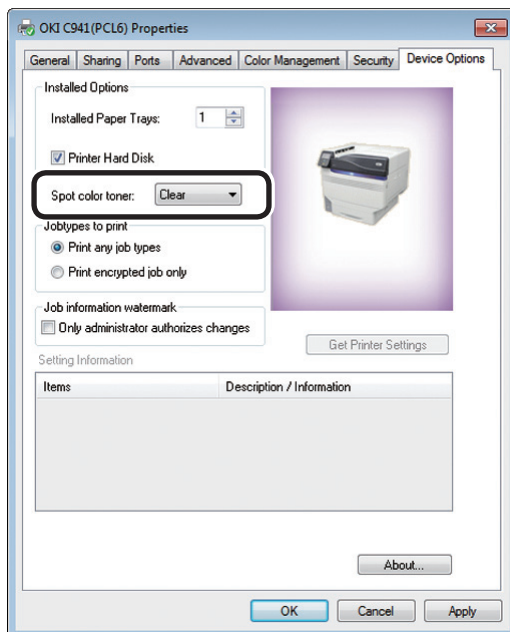 OKI C941(PCL6) Properties
General Sharing Ports Advanced Color Management Security Device Options
Installed Options
Installed Paper Trays: 1
Printer Hard Disk
Spot color toner: Clear
Jobtypes to print
Print any job types
Print encrypted job only
Job information watermark
Only administrator authorizes changes
Get Printer Settings
Setting Information
Items Description / Information
About...
OK Cancel Apply